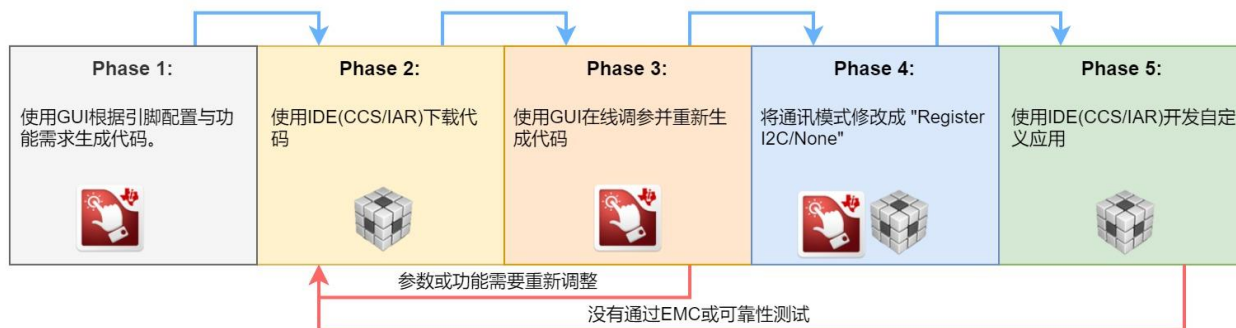 Phase 1:
使用GUI根据引脚配置与功
能需求生成代码。
Phase 2:
使用IDE(CCS/IAR)下载代
码
Phase 3:
使用GUI在线调参并重新生
成代码
Phase 4:
将通讯模式修改成 "Register
I2C/None"
Phase 5:
使用IDE(CCS/IAR)开发自定
义应用
参数或功能需要重新调整
没有通过EMC或可靠性测试